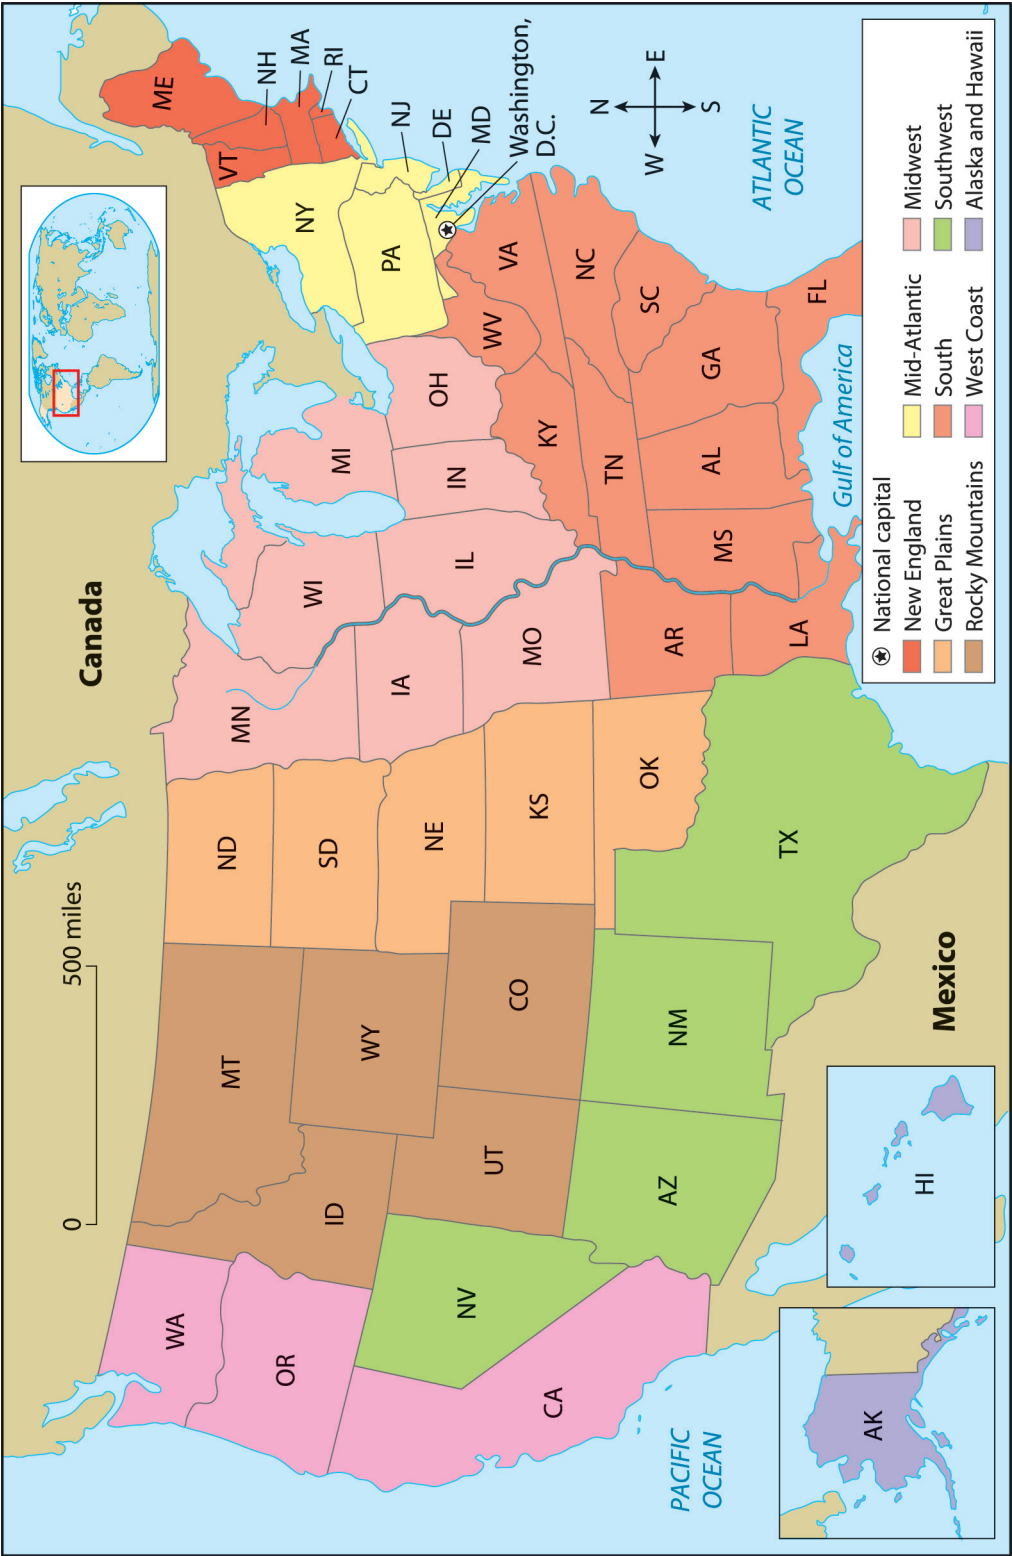 Canada
0
500 miles
WA
OR
CA
NV
ID
MT
WY
UT
CO
AZ
NM
ND
SD
NE
KS
OK
TX
MN
IA
MO
WI
IL
MI
IN
OH
AR
LA
MS
AL
GA
FL
TN
KY
WV
VA
NC
SC
PA
NY
VT
ME
NH
MA
RI
CT
NJ
DE
MD
Washington,
D.C.
N
W
E
S
ATLANTIC
OCEAN
PACIFIC
OCEAN
Gulf of America
Mexico
AK
HI
National capital
New England
Mid-Atlantic
Midwest
Great Plains
South
Southwest
Rocky Mountains
West Coast
Alaska and Hawaii